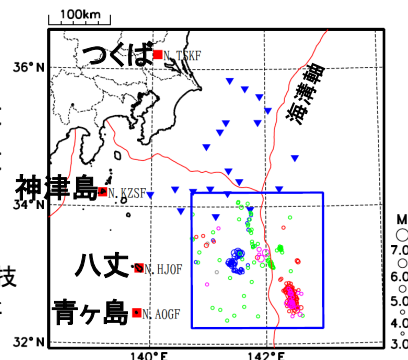 100km
36°N
つくば
N.TSKF
海溝軸
神津島
N.KZSF
34°N
八丈
N.HJOF
技
青ヶ島
N.AOGF
32°N
140°E
142°E
M
7.0
6.0
5.0
4.0
3.0